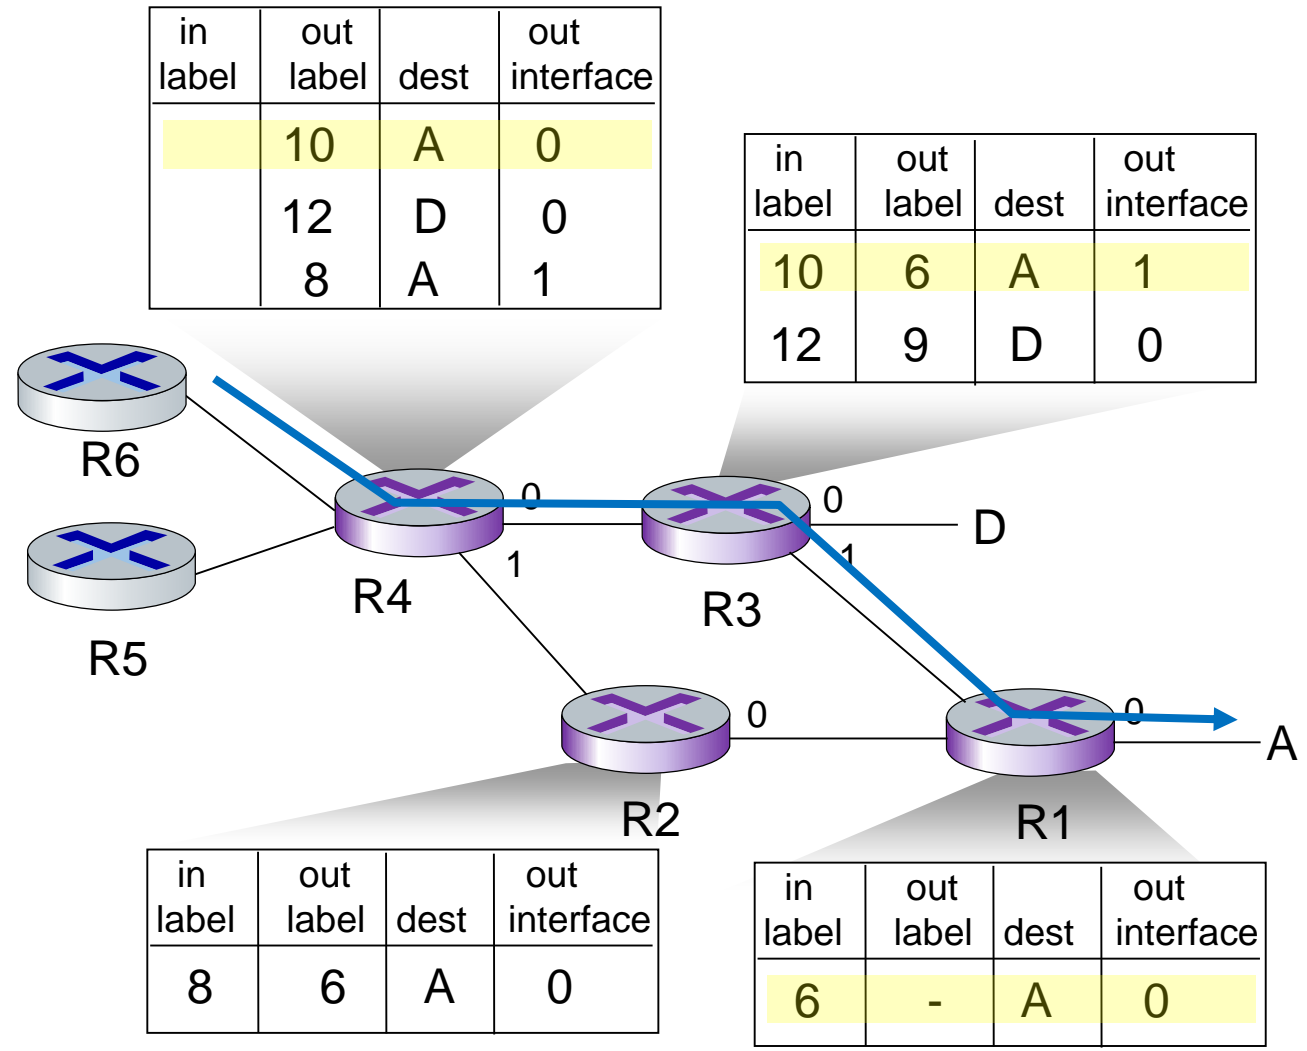 in out out
label label dest interface
10 A 0
12 D 0
8 A 1
in out out
label label dest interface
10 6 A 1
12 9 D 0
R6
0
0
D
1
1
R4
R3
R5
0
0
A
R2
R1
in out out
label label dest interface
8 6 A 0
in out out
label label dest interface
6 - A 0